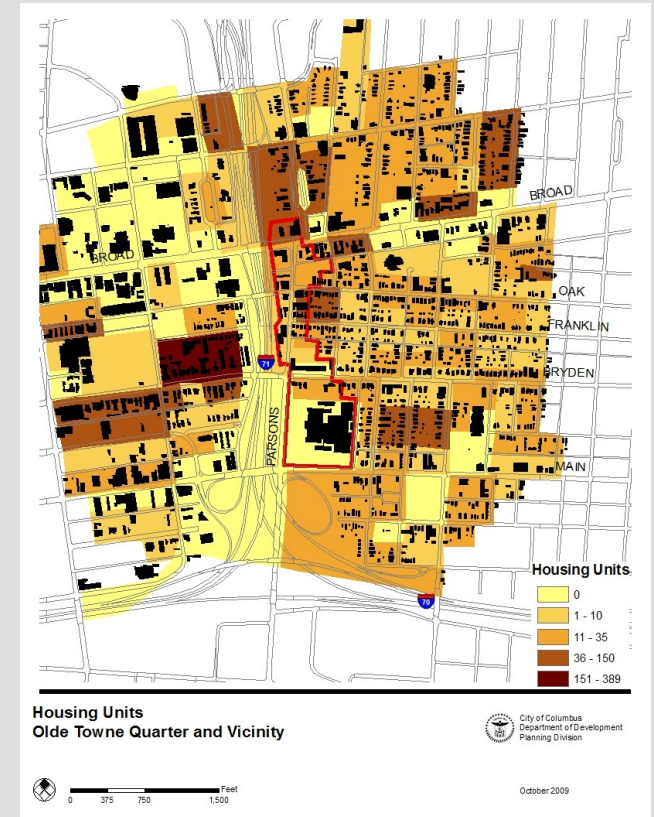 BROAD
BROAD
OAK
FRANKLIN
BRYDEN
71
PARSONS
MAIN
Housing Units
0
1 - 10
11 - 35
36 - 150
151 - 389
70
Housing Units
Olde Towne Quarter and Vicinity
City of Columbus
Department of Development
Planning Division
Feet
0 375 750 1,500
October 2009